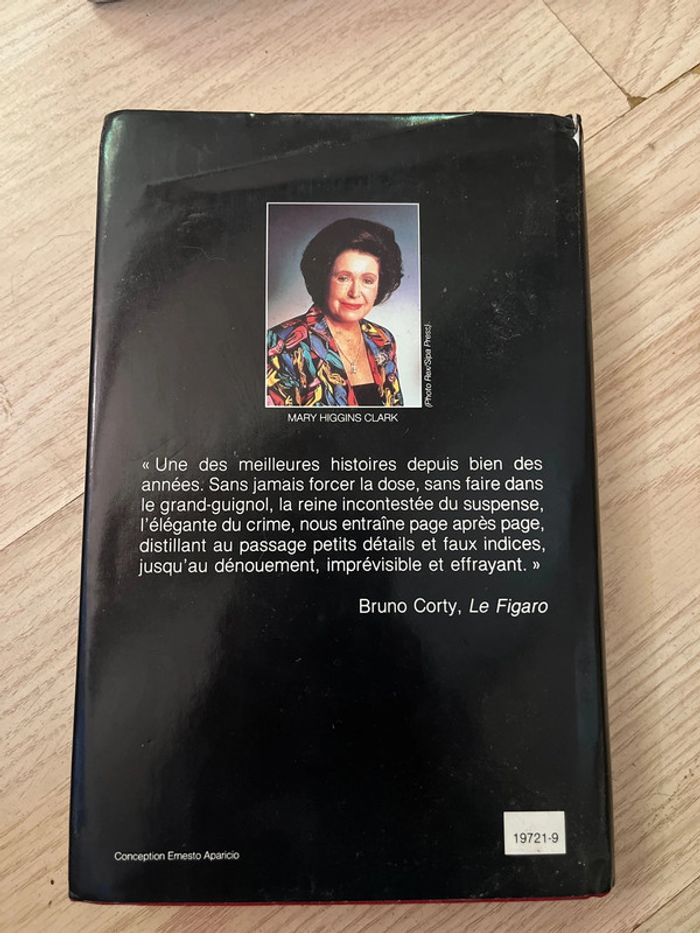 (Photo Rex/Sipa Press).
MARY HIGGINS CLARK
« Une des meilleures histoires depuis bien des
années. Sans jamais forcer la dose, sans faire dans
le grand-guignol, la reine incontestée du suspense,
l'élégante du crime, nous entraîne page après page,
distillant au passage petits détails et faux indices,
jusqu'au dénouement, imprévisible et effrayant. »
Bruno Corty, Le Figaro
19721-9
Conception Ernesto Aparicio